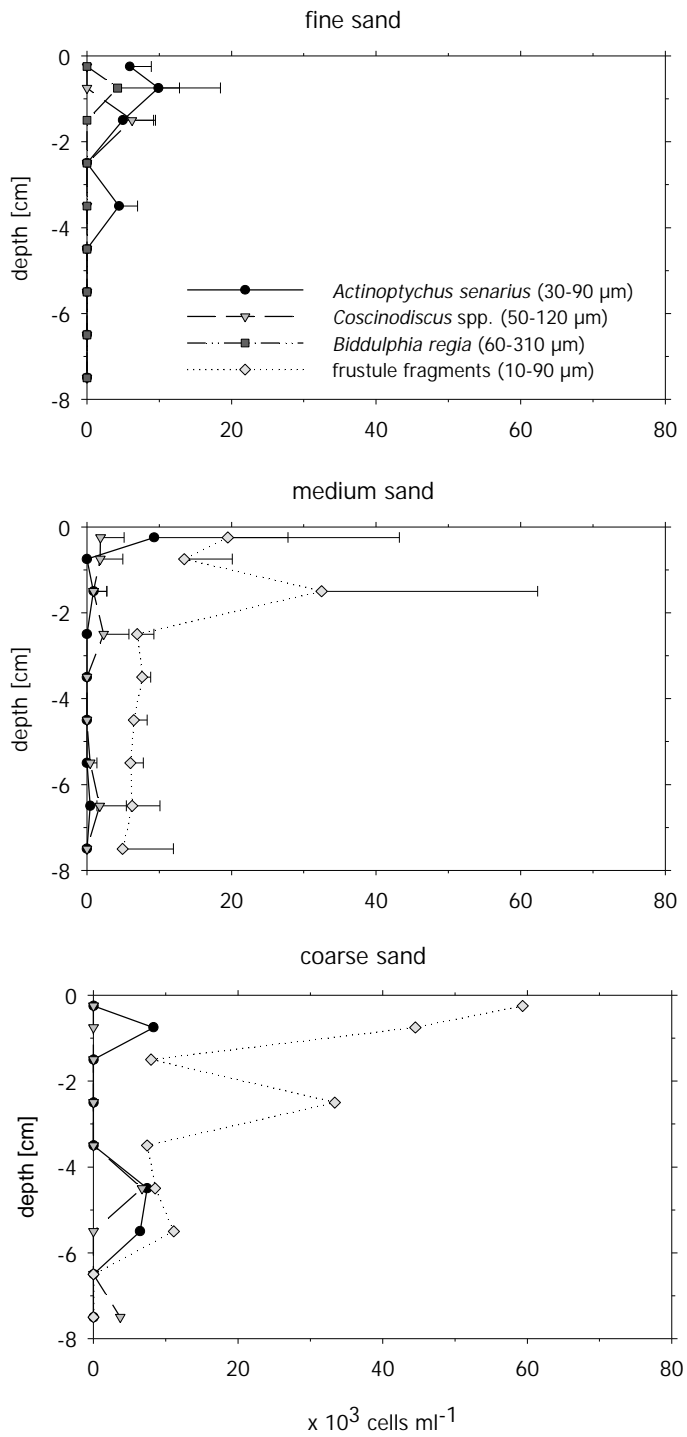 fine sand
0
-2
-4
-6
-8
depth [cm]
Actinoptychus senarius (30-90 µm)
Coscinodiscus spp. (50-120 µm)
Biddulphia regia (60-310 µm)
frustule fragments (10-90 µm)
0 20 40 60 80
medium sand
0
-2
-4
-6
-8
depth [cm]
0 20 40 60 80
coarse sand
0
-2
-4
-6
-8
depth [cm]
0 20 40 60 80
x 10³ cells ml⁻¹